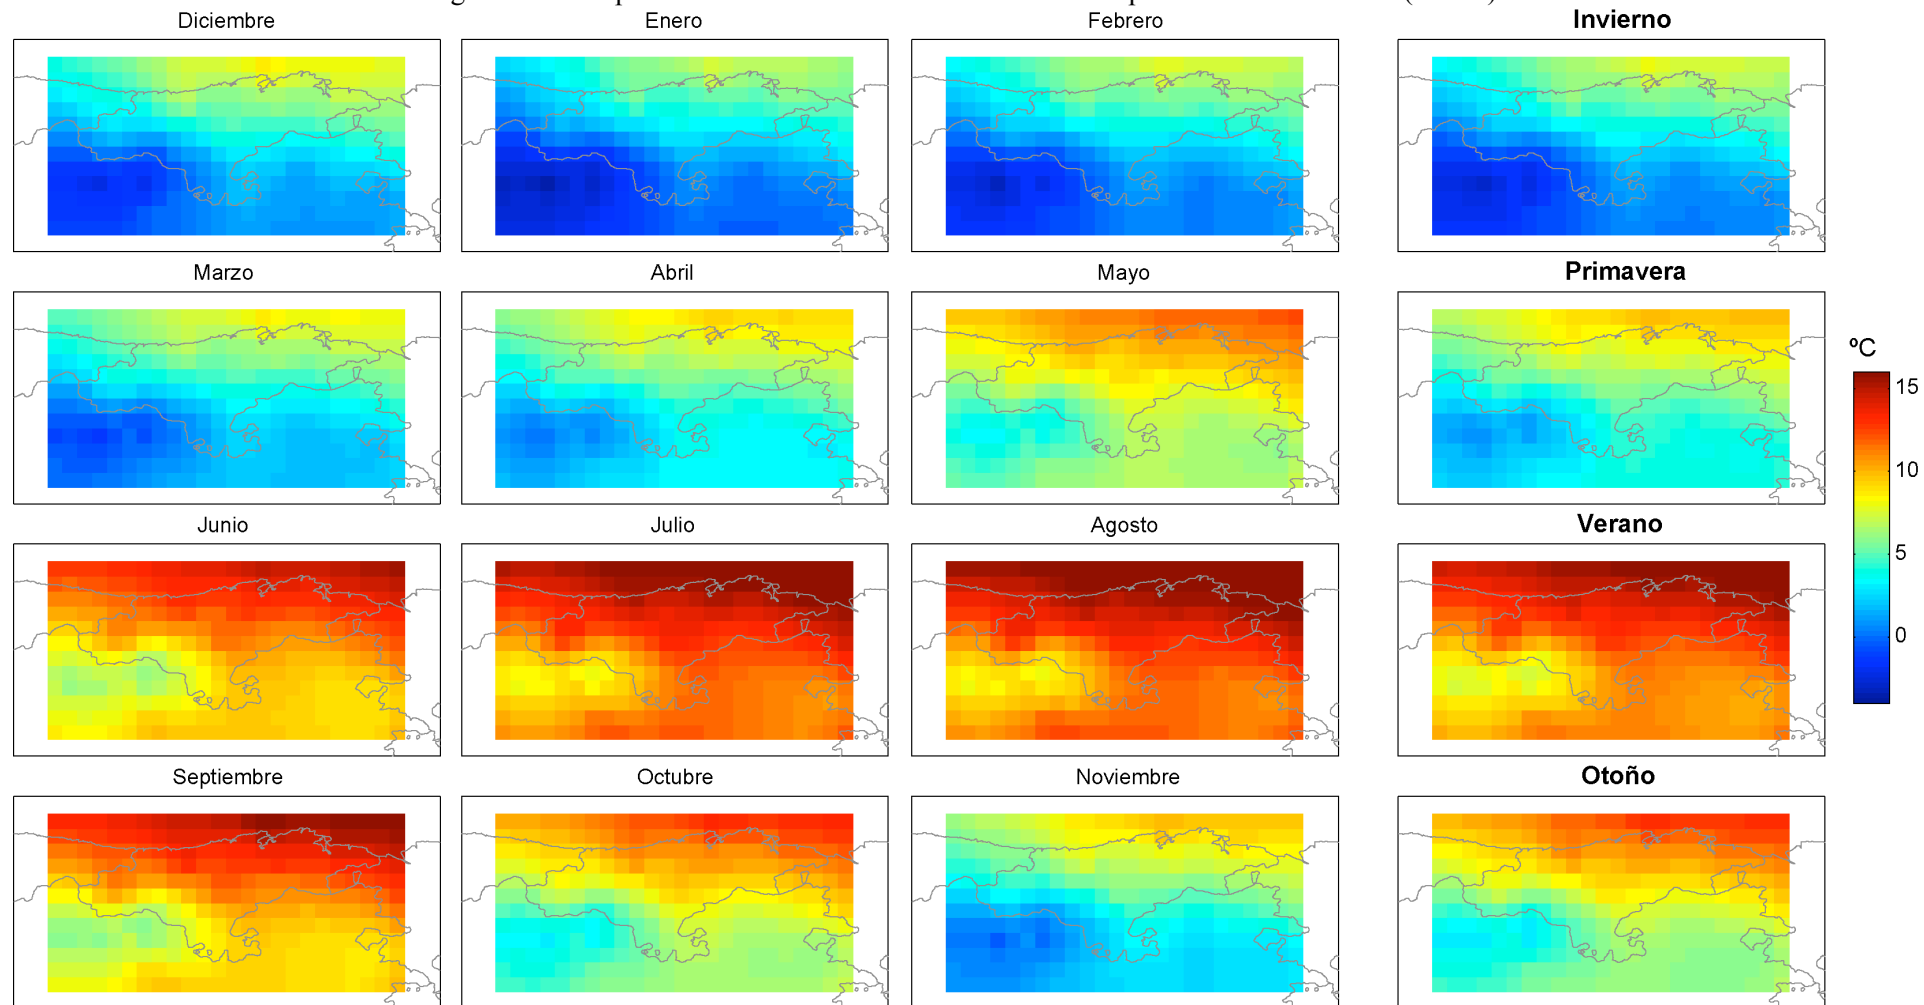 Diciembre Enero Febrero Invierno
Marzo Abril Mayo Primavera
ºC
15
10
5
0
Junio Julio Agosto Verano
Septiembre Octubre Noviembre Otoño